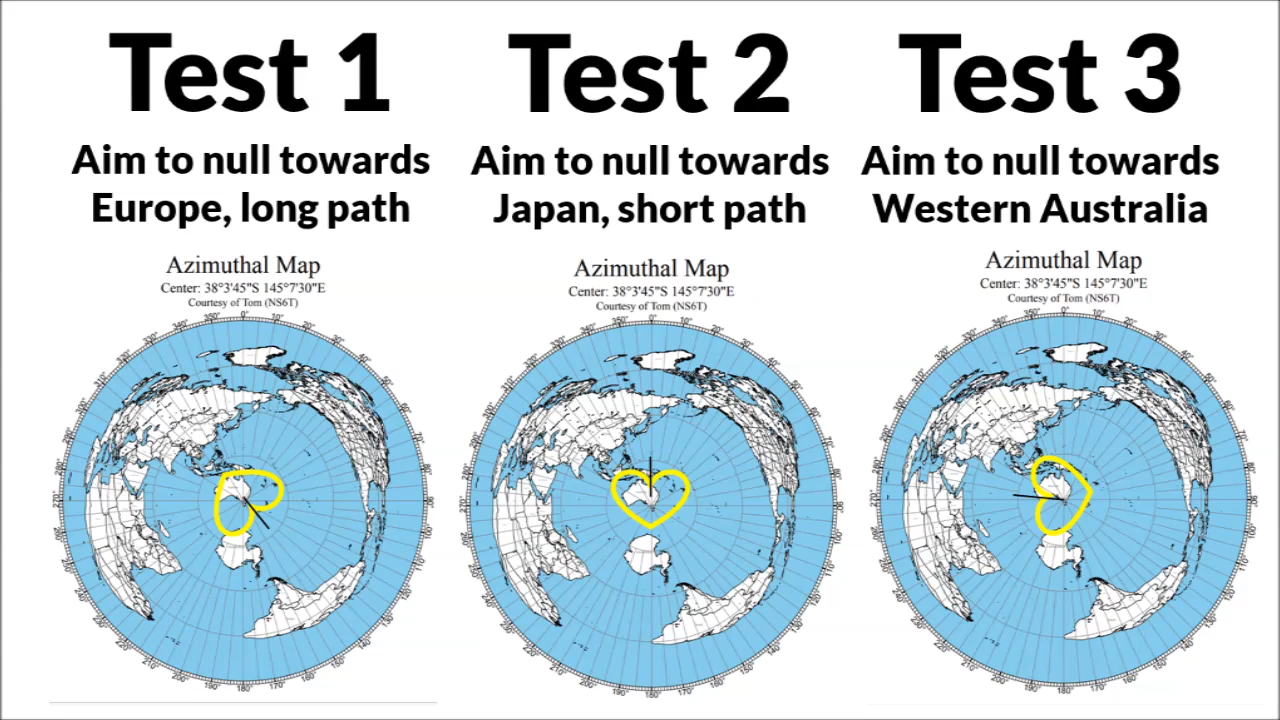 Test 1
Aim to null towards
Europe, long path
Azimuthal Map
Center: 38°3'45"S 145°7'30"E
Courtesy of Tom (NS6T)
Test 2
Aim to null towards
Japan, short path
Azimuthal Map
Center: 38°3'45"S 145°7'30"E
Courtesy of Tom (NS6T)
Test 3
Aim to null towards
Western Australia
Azimuthal Map
Center: 38°3'45"S 145°7'30"E
Courtesy of Tom (NS6T)